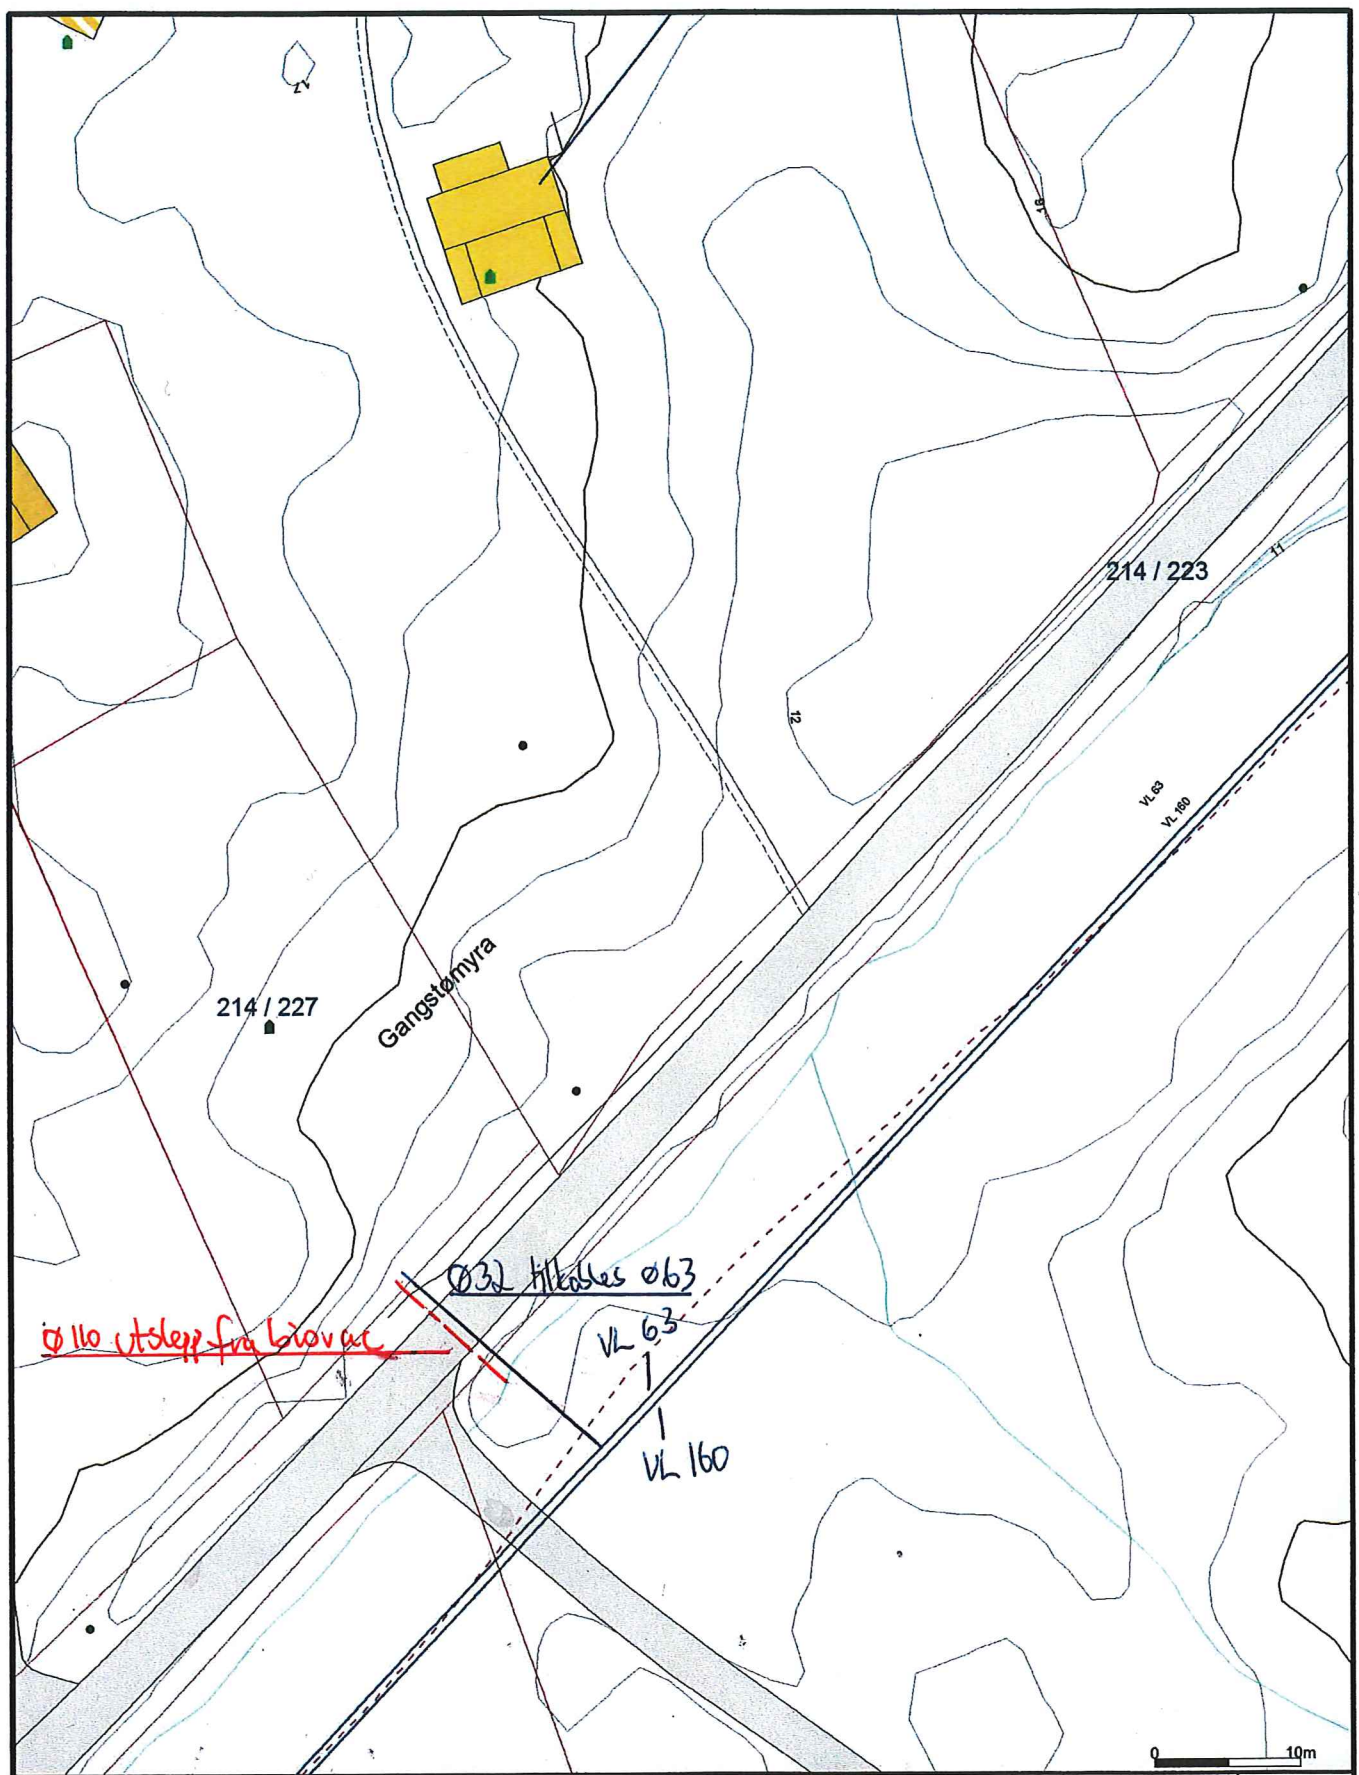 16
214 / 223
11
12
VL 63
VL 160
Gangstømyra
214 / 227
Ø32 tilkobles Ø63
Ø110 utslepp fra biovac
VL 63
VL 160
0 10m